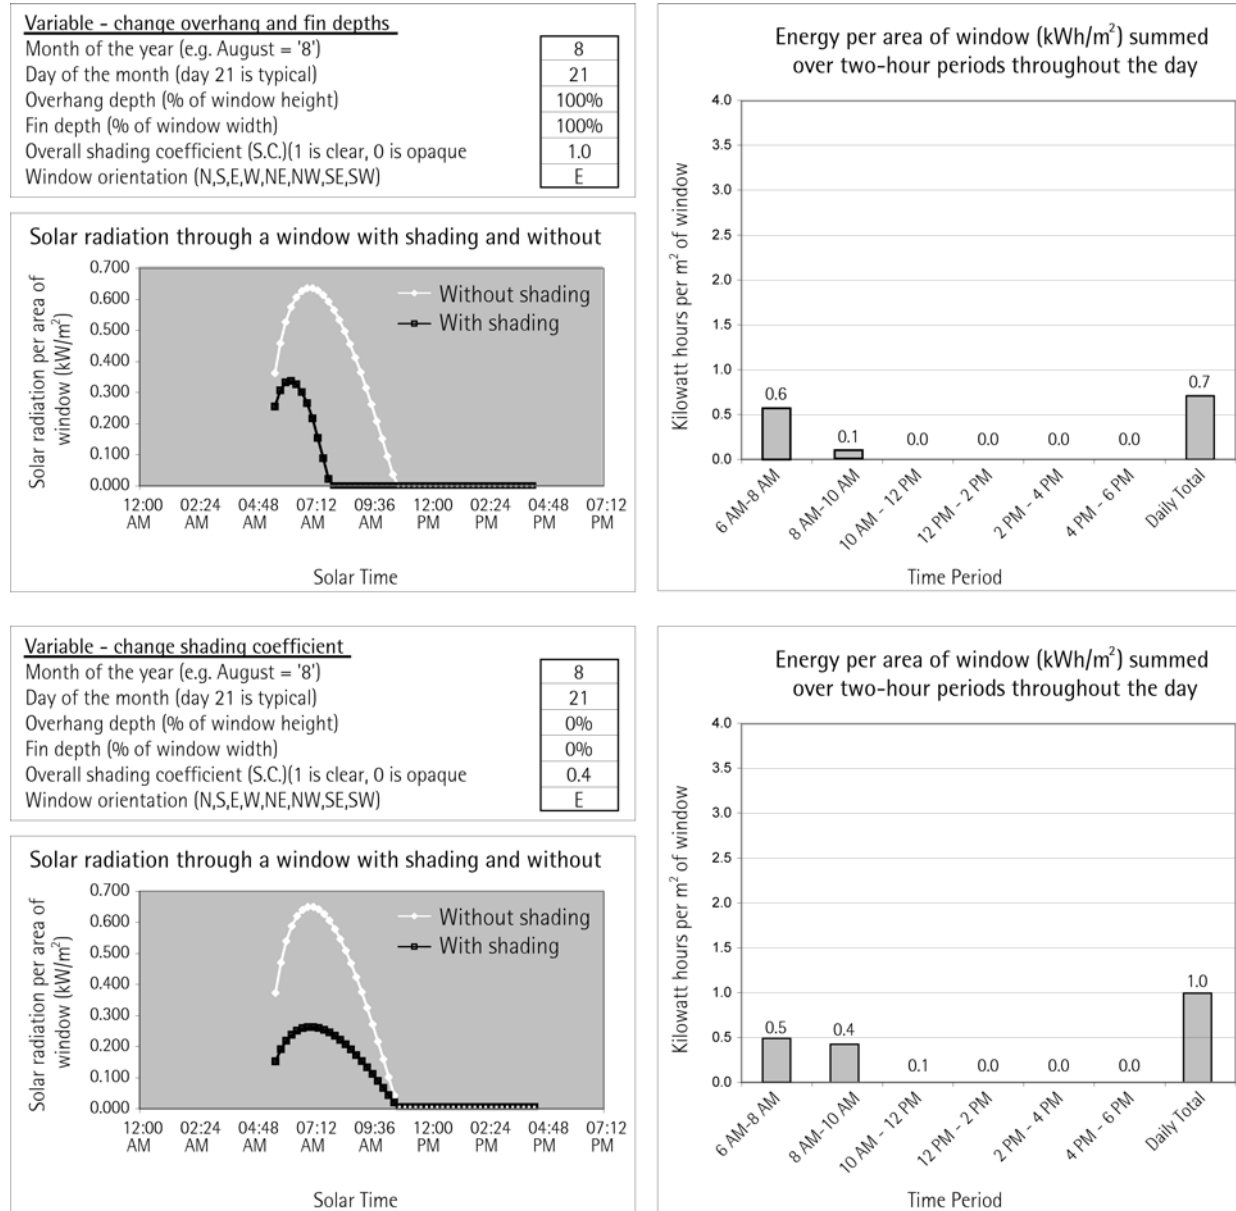 Variable - change overhang and fin depths
Month of the year (e.g. August = '8') 8
Day of the month (day 21 is typical) 21
Overhang depth (% of window height) 100%
Fin depth (% of window width) 100%
Overall shading coefficient (S.C.)(1 is clear, 0 is opaque 1.0
Window orientation (N,S,E,W,NE,NW,SE,SW) E
Solar radiation through a window with shading and without
Solar radiation per area of
window (kW/m²)
0.700
0.600
0.500
0.400
0.300
0.200
0.100
0.000
Without shading
With shading
12:00 02:24 04:48 07:12 09:36 12:00 02:24 04:48 07:12
AM AM AM AM AM PM PM PM PM
Solar Time
Energy per area of window (kWh/m²) summed
over two-hour periods throughout the day
Kilowatt hours per m² of window
4.0
3.5
3.0
2.5
2.0
1.5
1.0
0.5
0.0
0.6 0.1 0.0 0.0 0.0 0.0 0.7
6 AM-8 AM 8 AM-10 AM 10 AM - 12 PM 12 PM - 2 PM 2 PM - 4 PM 4 PM - 6 PM Daily Total
Time Period
Variable - change shading coefficient
Month of the year (e.g. August = '8') 8
Day of the month (day 21 is typical) 21
Overhang depth (% of window height) 0%
Fin depth (% of window width) 0%
Overall shading coefficient (S.C.)(1 is clear, 0 is opaque 0.4
Window orientation (N,S,E,W,NE,NW,SE,SW) E
Solar radiation through a window with shading and without
Solar radiation per area of
window (kW/m²)
0.700
0.600
0.500
0.400
0.300
0.200
0.100
0.000
Without shading
With shading
12:00 02:24 04:48 07:12 09:36 12:00 02:24 04:48 07:12
AM AM AM AM AM PM PM PM PM
Solar Time
Energy per area of window (kWh/m²) summed
over two-hour periods throughout the day
Kilowatt hours per m² of window
4.0
3.5
3.0
2.5
2.0
1.5
1.0
0.5
0.0
0.5 0.4 0.1 0.0 0.0 0.0 1.0
6 AM-8 AM 8 AM-10 AM 10 AM - 12 PM 12 PM - 2 PM 2 PM - 4 PM 4 PM - 6 PM Daily Total
Time Period